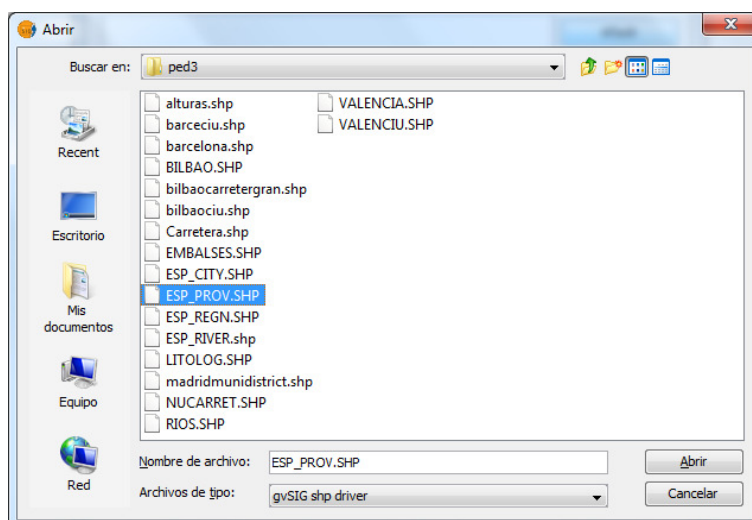 Abrir
Buscar en: ped3
Recent
Escritorio
Mis
documentos
Equipo
Red
alturas.shp
barceciu.shp
barcelona.shp
BILBAO.SHP
bilbaocarretergran.shp
bilbaociu.shp
Carretera.shp
EMBALSES.SHP
ESP_CITY.SHP
ESP_PROV.SHP
ESP_REGN.SHP
ESP_RIVER.shp
LITOLOG.SHP
madridmunidistrict.shp
NUCARRET.SHP
RIOS.SHP
VALENCIA.SHP
VALENCIU.SHP
Nombre de archivo: ESP_PROV.SHP Abrir
Archivos de tipo: gvSIG shp driver Cancelar